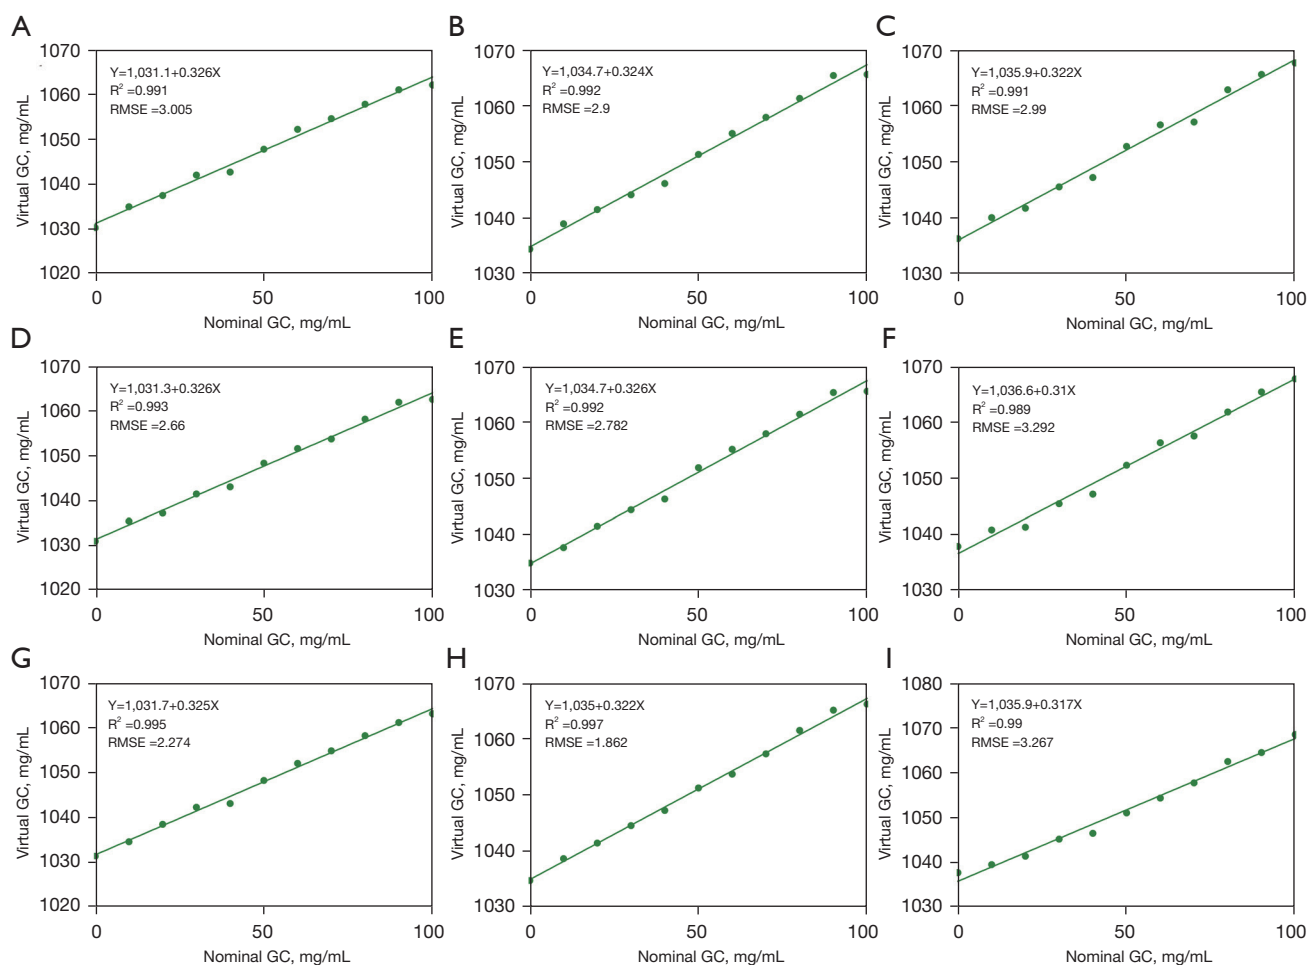 A
1070
1060
1050
1040
1030
1020
Virtual GC, mg/mL
Y=1,031.1+0.326X
R² =0.991
RMSE =3.005
0 50 100
Nominal GC, mg/mL
B
1070
1060
1050
1040
1030
Virtual GC, mg/mL
Y=1,034.7+0.324X
R² =0.992
RMSE =2.9
0 50 100
Nominal GC, mg/mL
C
1070
1060
1050
1040
1030
Virtual GC, mg/mL
Y=1,035.9+0.322X
R² =0.991
RMSE =2.99
0 50 100
Nominal GC, mg/mL
D
1070
1060
1050
1040
1030
1020
Virtual GC, mg/mL
Y=1,031.3+0.326X
R² =0.993
RMSE =2.66
0 50 100
Nominal GC, mg/mL
E
1070
1060
1050
1040
1030
Virtual GC, mg/mL
Y=1,034.7+0.326X
R² =0.992
RMSE =2.782
0 50 100
Nominal GC, mg/mL
F
1070
1060
1050
1040
1030
Virtual GC, mg/mL
Y=1,036.6+0.31X
R² =0.989
RMSE =3.292
0 50 100
Nominal GC, mg/mL
G
1070
1060
1050
1040
1030
1020
Virtual GC, mg/mL
Y=1,031.7+0.325X
R² =0.995
RMSE =2.274
0 50 100
Nominal GC, mg/mL
H
1070
1060
1050
1040
1030
Virtual GC, mg/mL
Y=1,035+0.322X
R² =0.997
RMSE =1.862
0 50 100
Nominal GC, mg/mL
I
1080
1070
1060
1050
1040
1030
Virtual GC, mg/mL
Y=1,035.9+0.317X
R² =0.99
RMSE =3.267
0 50 100
Nominal GC, mg/mL